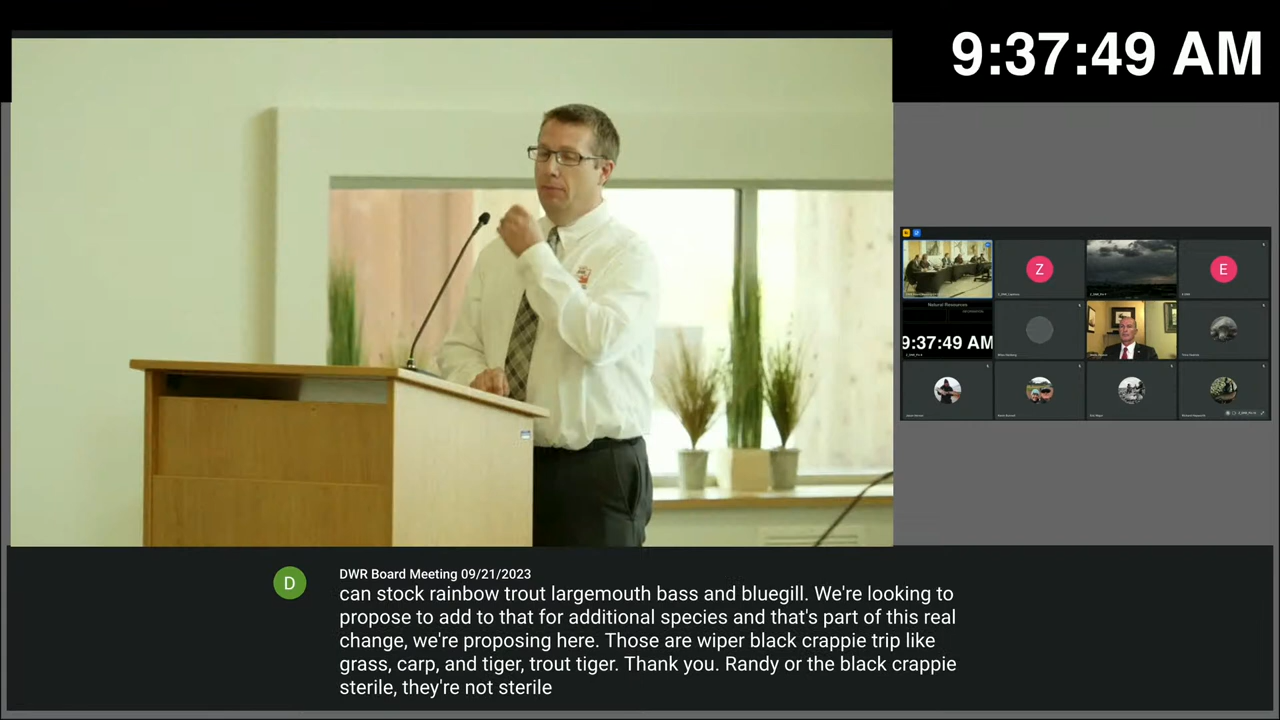 9:37:49 AM
Z
E
Natural Resources
9:37:49 AM
D
DWR Board Meeting 09/21/2023
can stock rainbow trout largemouth bass and bluegill. We're looking to
propose to add to that for additional species and that's part of this real
change, we're proposing here. Those are wiper black crappie trip like
grass, carp, and tiger, trout tiger. Thank you. Randy or the black crappie
sterile, they're not sterile